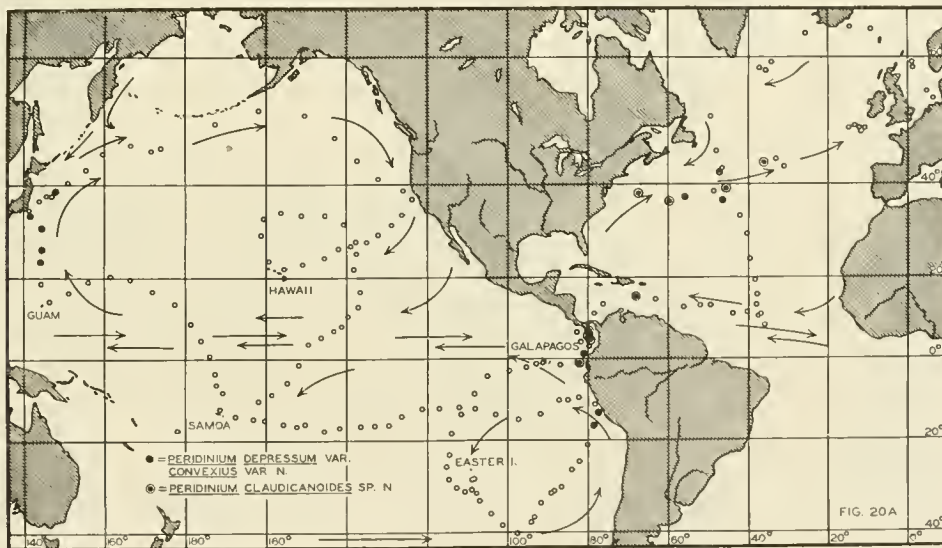 40°
20°
HAWAII
GUAM
GALAPAGOS
0°
SAMOA
20°
EASTER I.
● = PERIDINIUM DEPRESSUM VAR.
CONVEXIUS VAR N.
◉ = PERIDINIUM CLAUDICANOIDES SP. N
FIG. 20A
40°
140° 160° 180° 160° 100° 80° 60° 40° 20° 0°